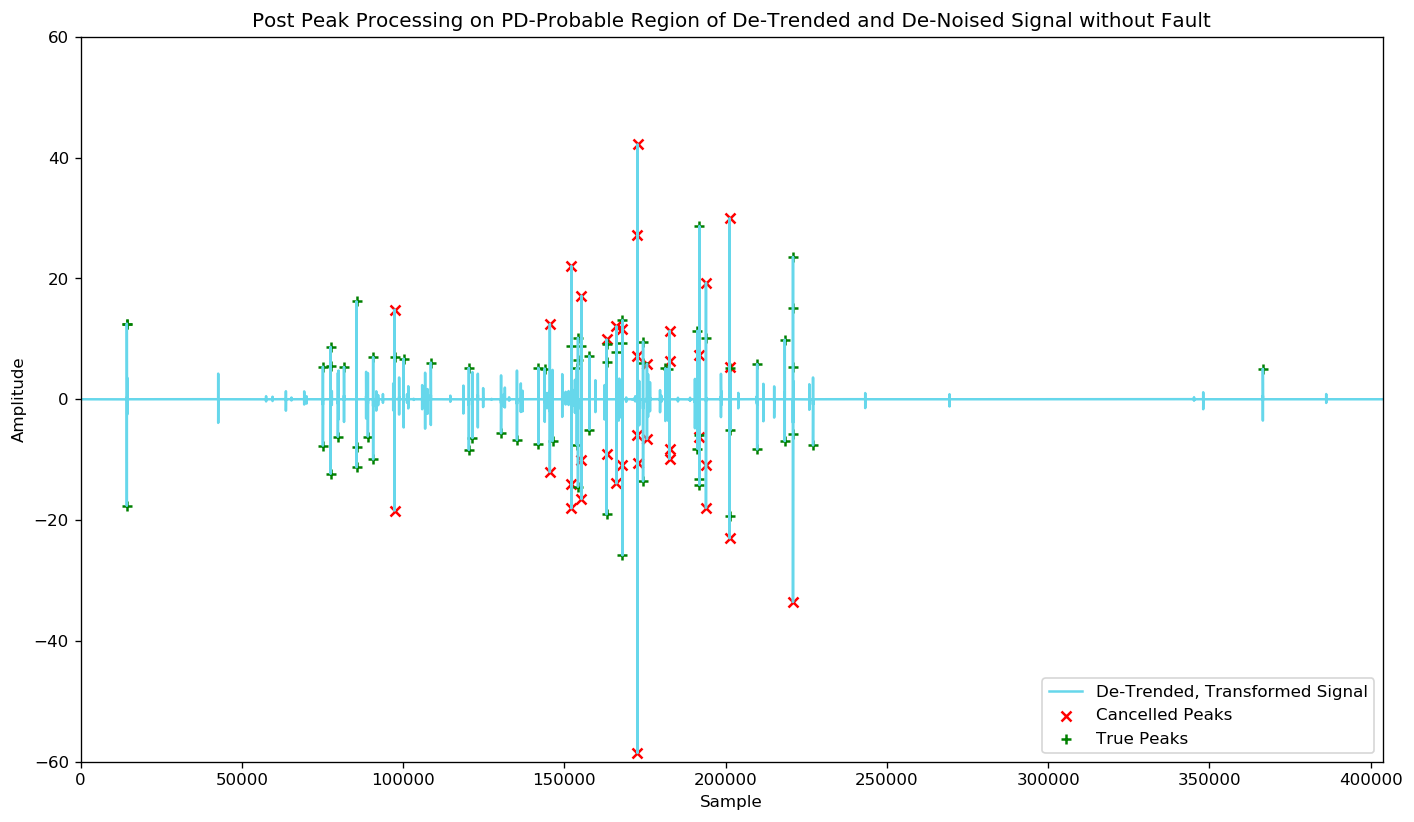 Post Peak Processing on PD-Probable Region of De-Trended and De-Noised Signal without Fault
60
40
20
0
−20
−40
−60
Amplitude
De-Trended, Transformed Signal
Cancelled Peaks
True Peaks
0 50000 100000 150000 200000 250000 300000 350000 400000
Sample